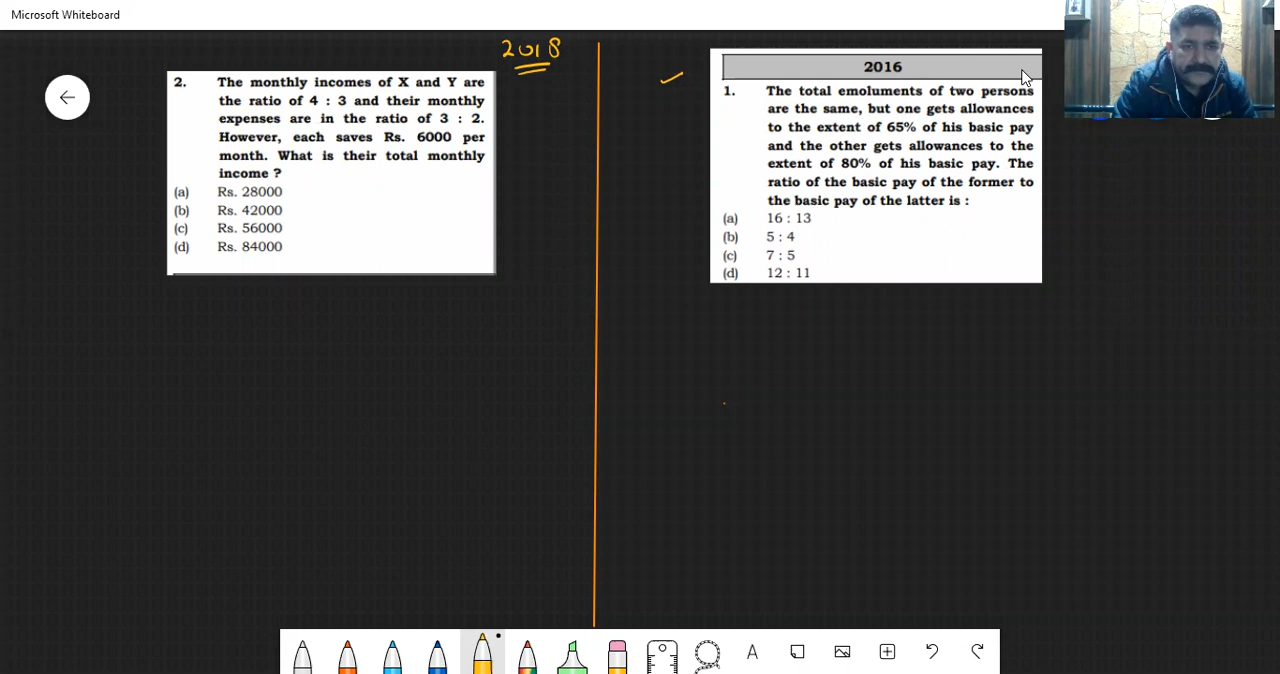 Microsoft Whiteboard
2018
2. The monthly incomes of X and Y are
the ratio of 4 : 3 and their monthly
expenses are in the ratio of 3 : 2.
However, each saves Rs. 6000 per
month. What is their total monthly
income ?
(a) Rs. 28000
(b) Rs. 42000
(c) Rs. 56000
(d) Rs. 84000
2016
1. The total emoluments of two persons
are the same, but one gets allowances
to the extent of 65% of his basic pay
and the other gets allowances to the
extent of 80% of his basic pay. The
ratio of the basic pay of the former to
the basic pay of the latter is :
(a) 16 : 13
(b) 5 : 4
(c) 7 : 5
(d) 12 : 11